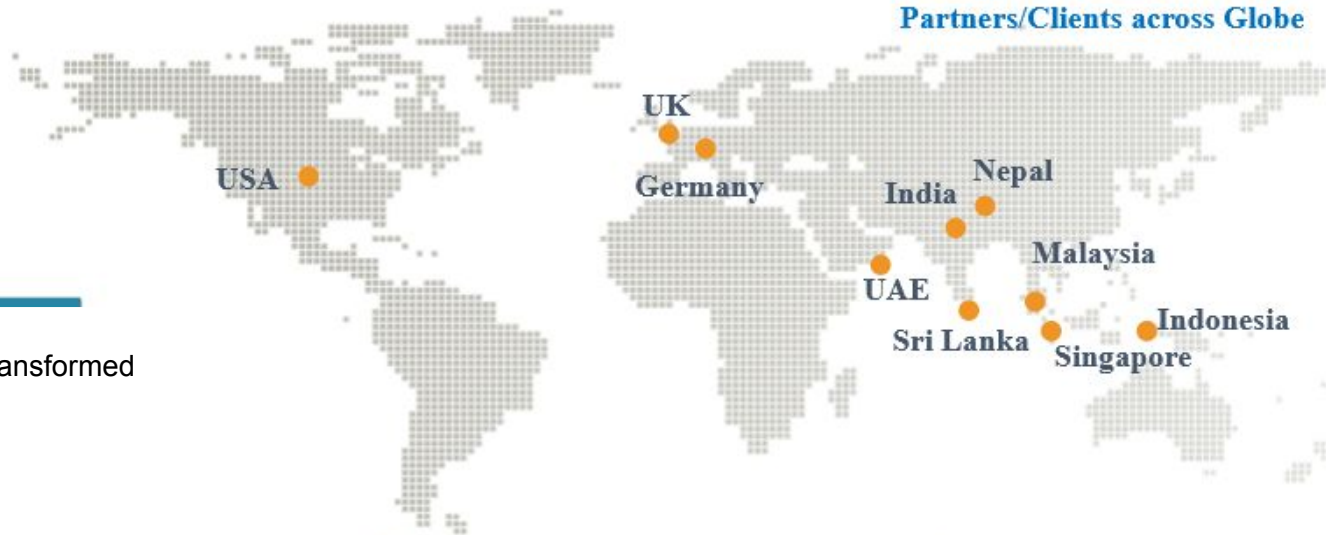 Partners/Clients across Globe
UK
USA
Germany
Nepal
India
Malaysia
UAE
Sri Lanka
Indonesia
Singapore
ansformed